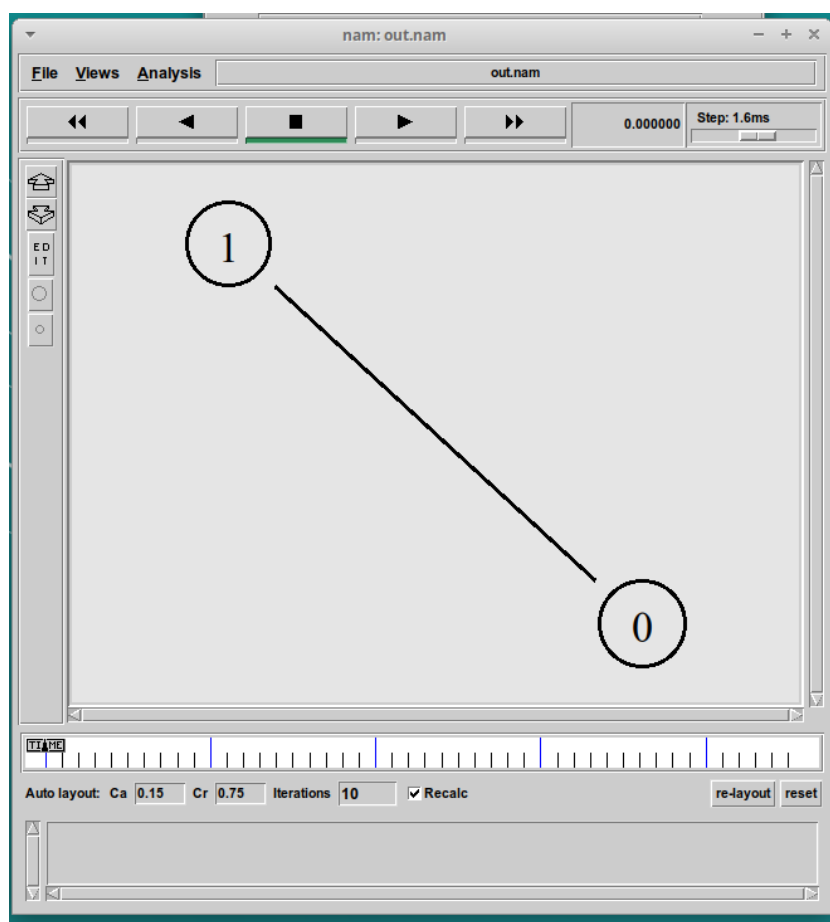 nam: out.nam
File Views Analysis out.nam
0.000000 Step: 1.6ms
ED
IT
1
0
TIME
Auto layout: Ca 0.15 Cr 0.75 Iterations 10 Recalc re-layout reset